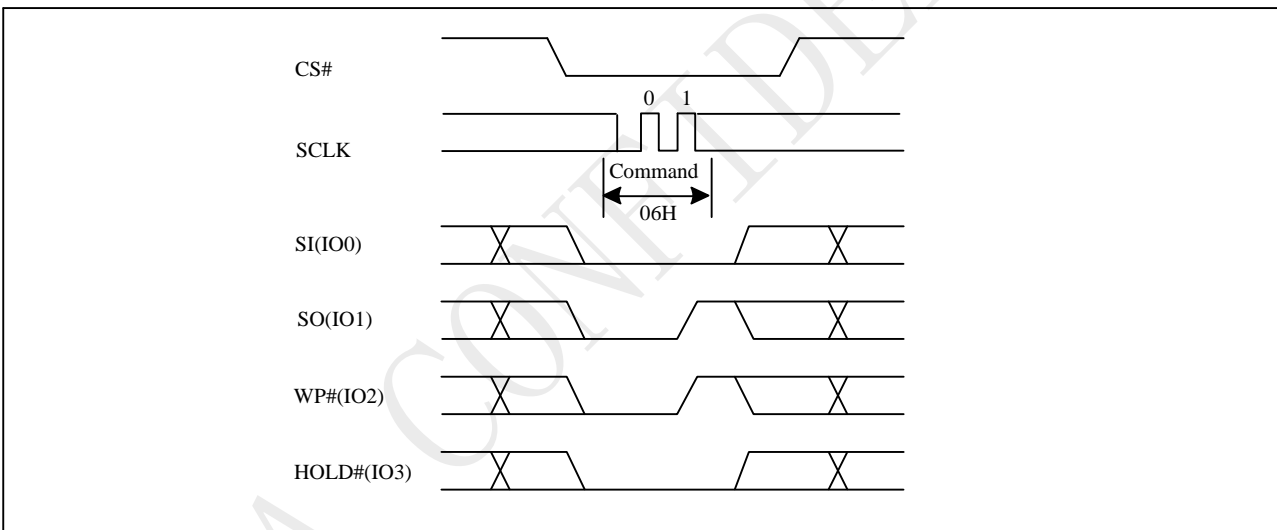 CS#
0 1
SCLK
Command
06H
SI(IO0)
SO(IO1)
WP#(IO2)
HOLD#(IO3)